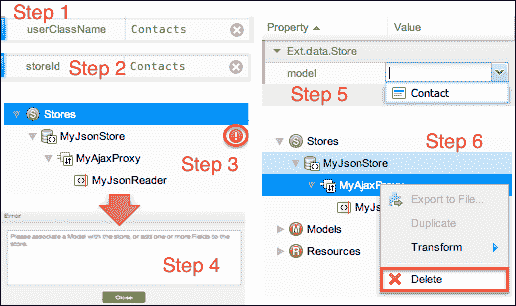 Step 1
userClassName Contacts
storeId Contacts
Step 2
Stores
MyJsonStore
MyAjaxProxy
Step 3
MyJsonReader
Error
Please associate a Model with the store, or add one or more Fields to the store.
Step 4
Close
Property Value
Ext.data.Store
model
Contact
Step 5
Step 6
Stores
MyJsonStore
MyAjaxProxy
MyJs
Models
Resources
Export to File...
Duplicate
Transform
Delete